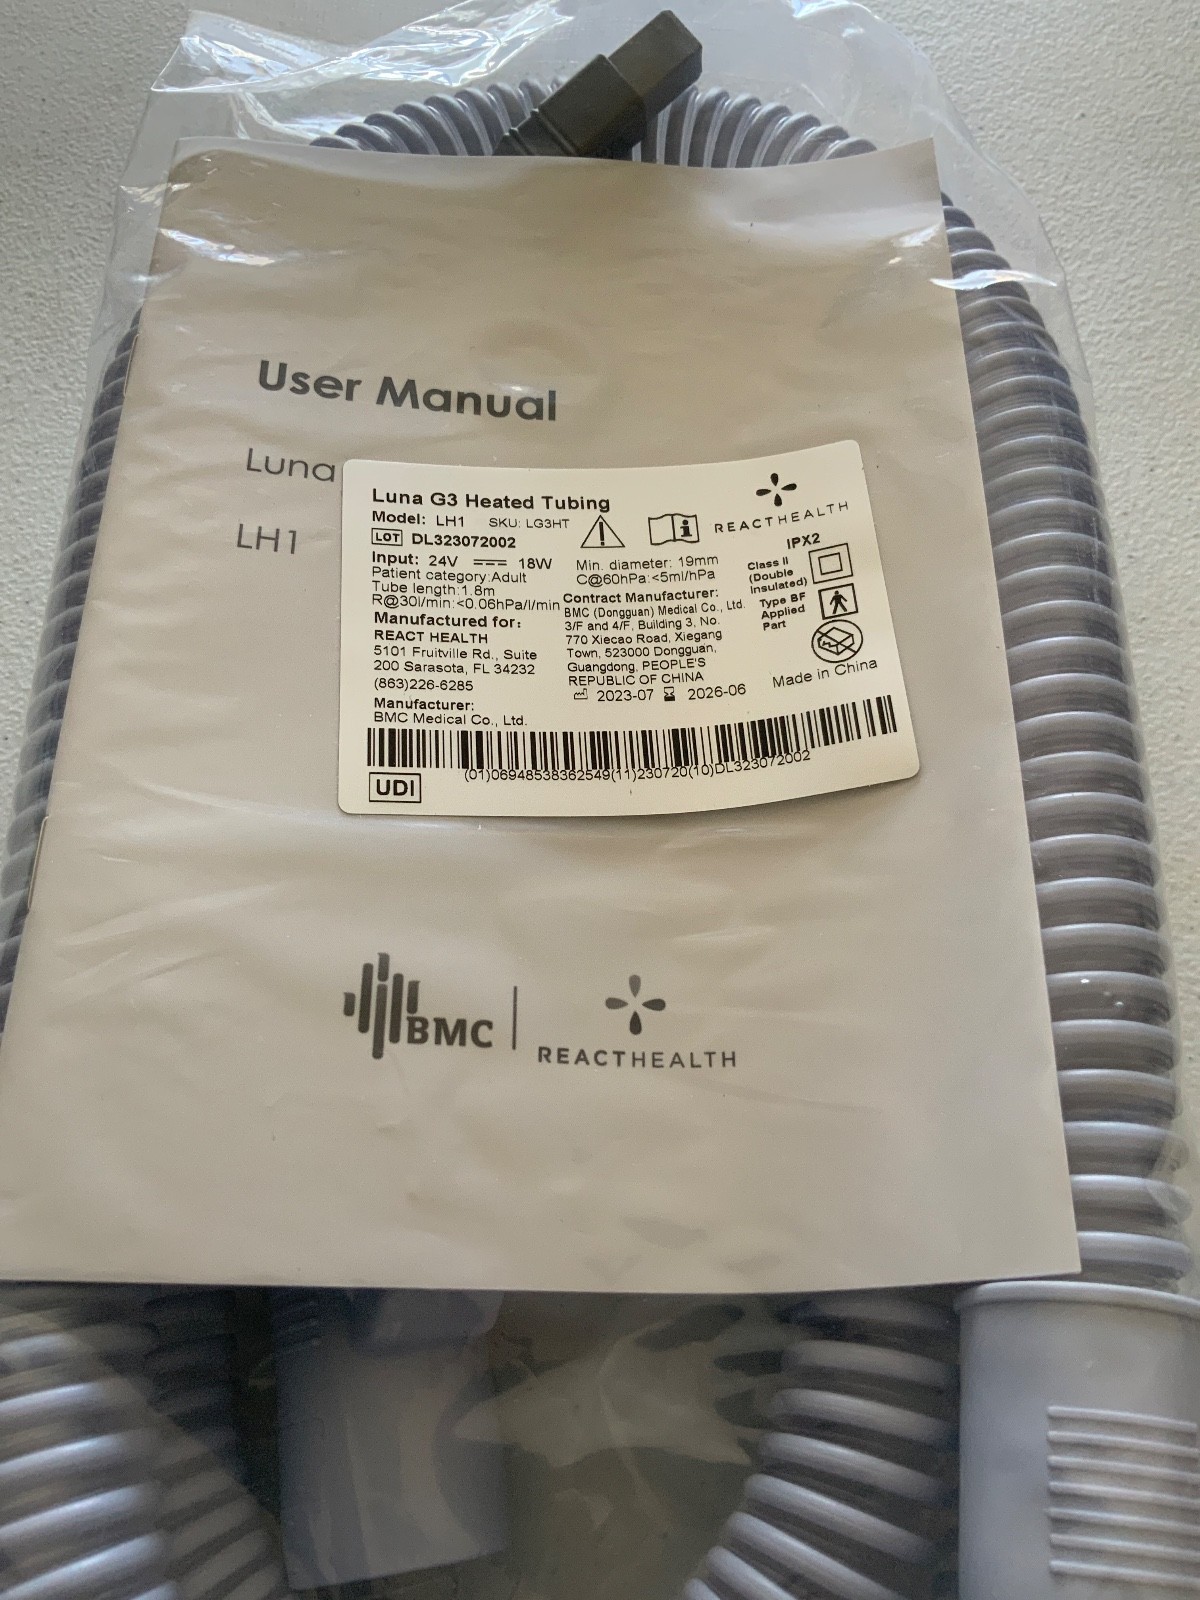 User Manual
Luna
LH1
Luna G3 Heated Tubing
Model: LH1 SKU: LG3HT
LOT DL323072002
Input: 24V 18W
Patient category:Adult
Tube length:1.8m
R@30l/min:<0.06hPa/l/min
Manufactured for:
REACT HEALTH
5101 Fruitville Rd., Suite
200 Sarasota, FL 34232
(863)226-6285
Manufacturer:
BMC Medical Co., Ltd.
Min. diameter: 19mm
C@60hPa:<5ml/hPa
Contract Manufacturer:
BMC (Dongguan) Medical Co., Ltd.
3/F and 4/F, Building 3, No.
770 Xiecao Road, Xiegang
Town, 523000 Dongguan,
Guangdong, PEOPLE'S
REPUBLIC OF CHINA
2023-07 2026-06
REACTHEALTH
IPX2
Class II
(Double
Insulated)
Type BF
Applied
Part
Made in China
(01)06948538362549(11)230720(10)DL323072002
UDI
BMC
REACTHEALTH